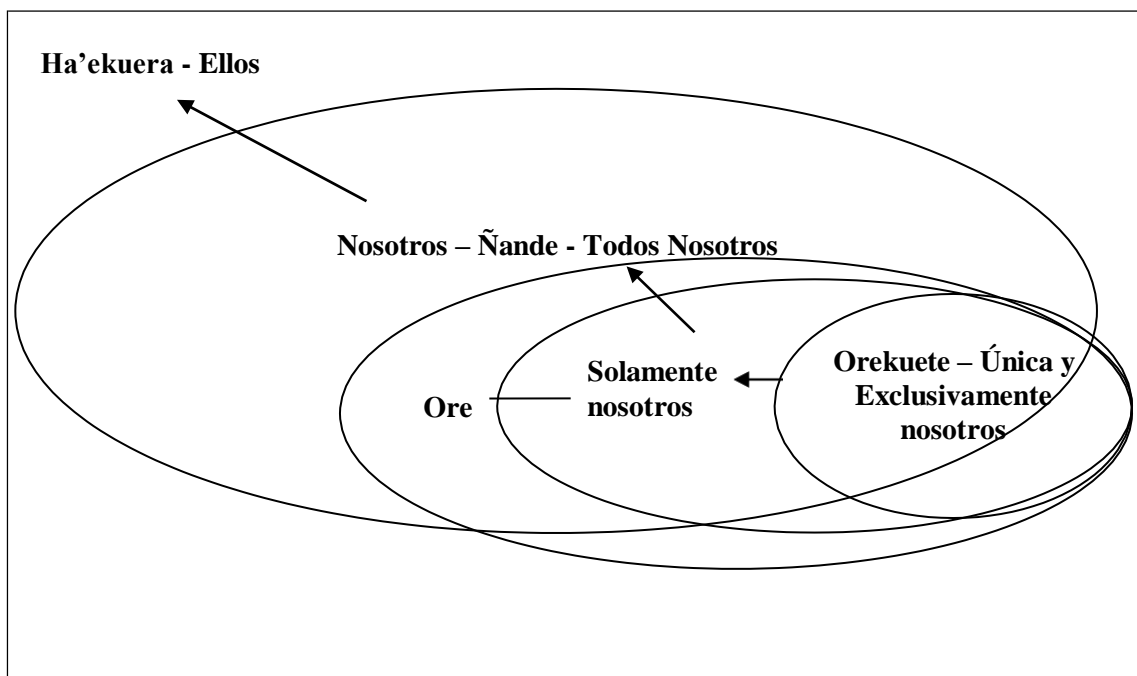 Ha’ekuera - Ellos
Nosotros – Ñande - Todos Nosotros
Ore
Solamente
nosotros
Orekuete – Única y
Exclusivamente
nosotros